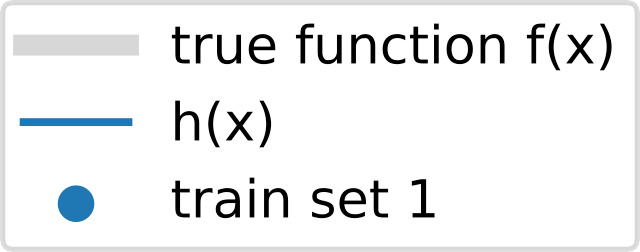 true function f(x)
h(x)
train set 1